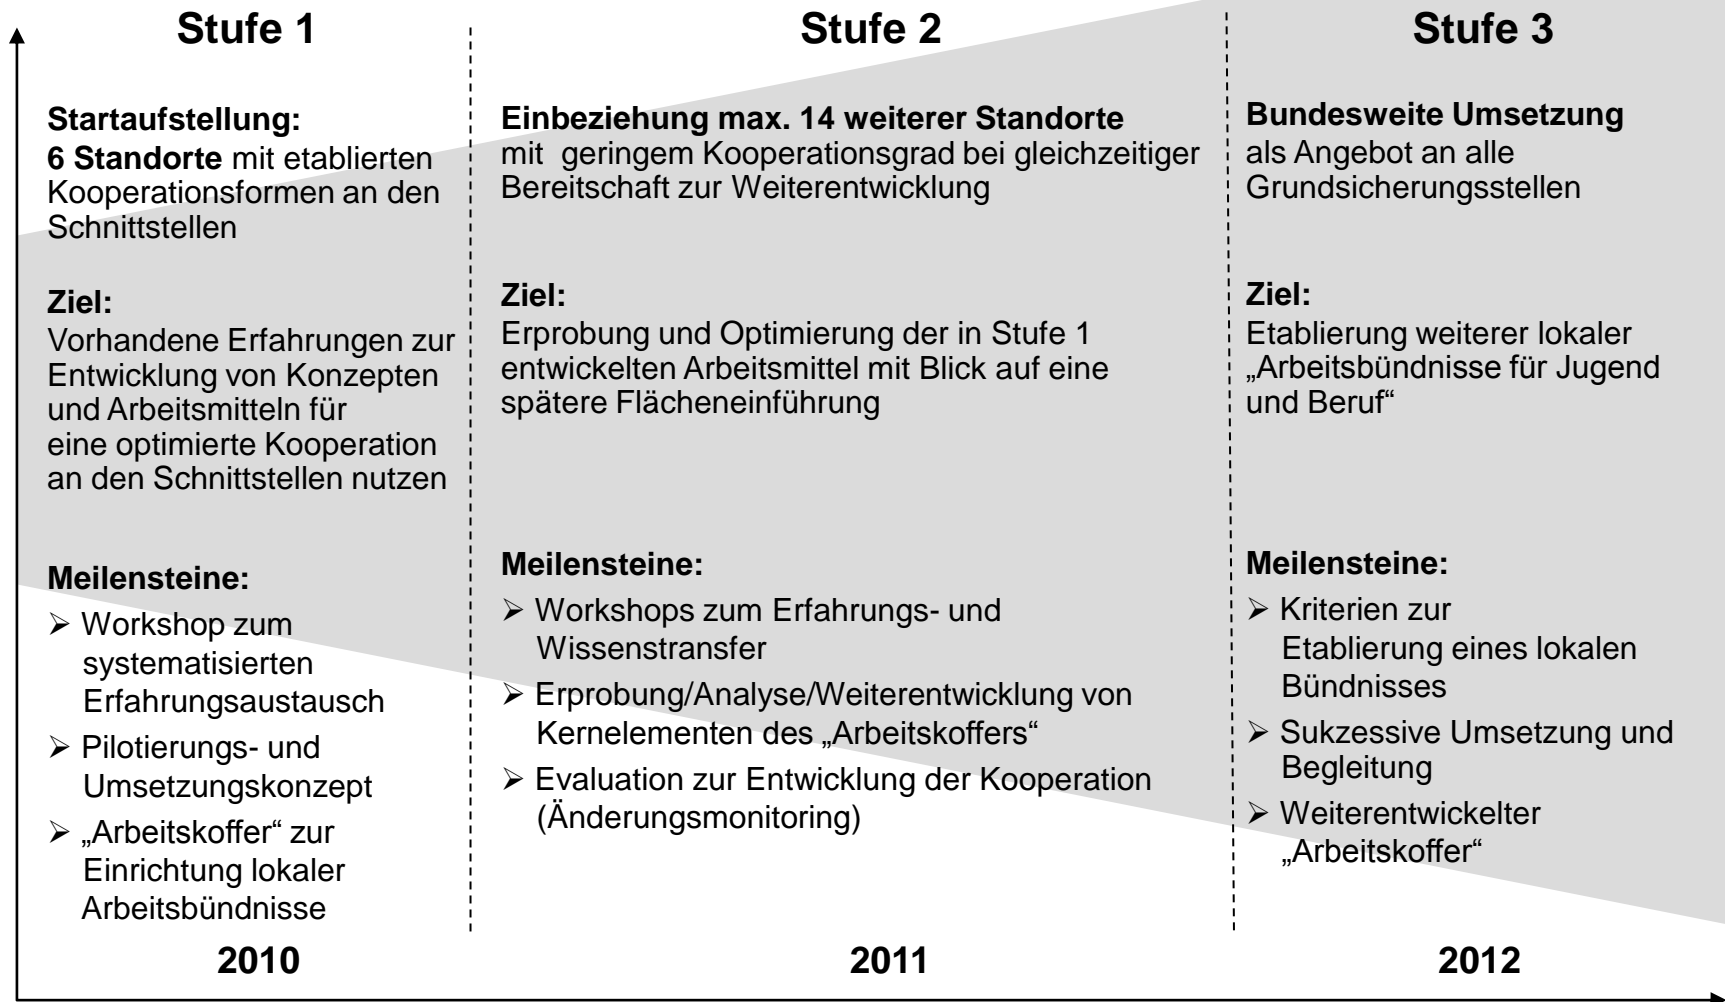 Stufe 1
Startaufstellung:
6 Standorte mit etablierten
Kooperationsformen an den
Schnittstellen
Ziel:
Vorhandene Erfahrungen zur
Entwicklung von Konzepten
und Arbeitsmitteln für
eine optimierte Kooperation
an den Schnittstellen nutzen
Meilensteine:
➢ Workshop zum
systematisierten
Erfahrungsaustausch
➢ Pilotierungs- und
Umsetzungskonzept
➢ „Arbeitskoffer“ zur
Einrichtung lokaler
Arbeitsbündnisse
2010
Stufe 2
Einbeziehung max. 14 weiterer Standorte
mit geringem Kooperationsgrad bei gleichzeitiger
Bereitschaft zur Weiterentwicklung
Ziel:
Erprobung und Optimierung der in Stufe 1
entwickelten Arbeitsmittel mit Blick auf eine
spätere Flächeneinführung
Meilensteine:
➢ Workshops zum Erfahrungs- und
Wissenstransfer
➢ Erprobung/Analyse/Weiterentwicklung von
Kernelementen des „Arbeitskoffers“
➢ Evaluation zur Entwicklung der Kooperation
(Änderungsmonitoring)
2011
Stufe 3
Bundesweite Umsetzung
als Angebot an alle
Grundsicherungsstellen
Ziel:
Etablierung weiterer lokaler
„Arbeitsbündnisse für Jugend
und Beruf“
Meilensteine:
➢ Kriterien zur
Etablierung eines lokalen
Bündnisses
➢ Sukzessive Umsetzung und
Begleitung
➢ Weiterentwickelter
„Arbeitskoffer“
2012